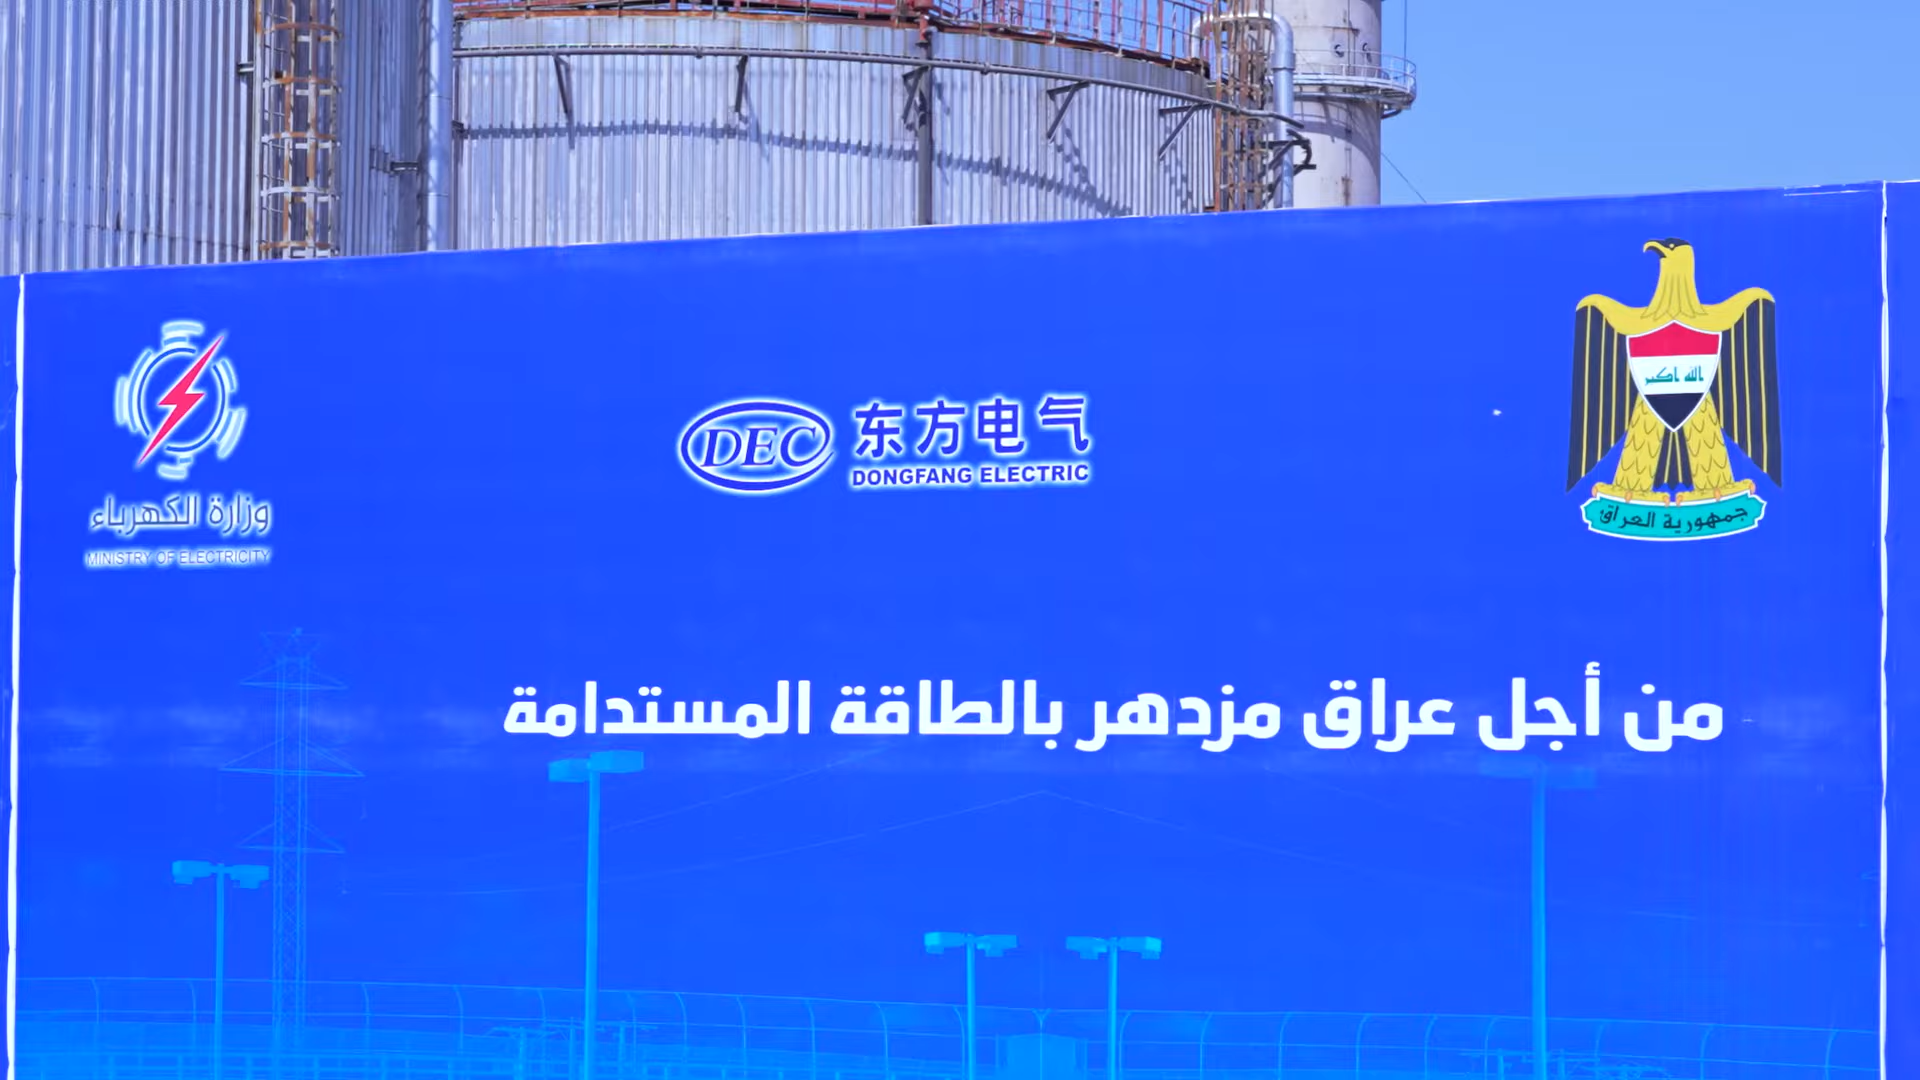 وزارة الكهرباء
MINISTRY OF ELECTRICITY
DEC 东方电气
DONGFANG ELECTRIC
الله اكبر
جمهورية العراق
من أجل عراق مزدهر بالطاقة المستدامة